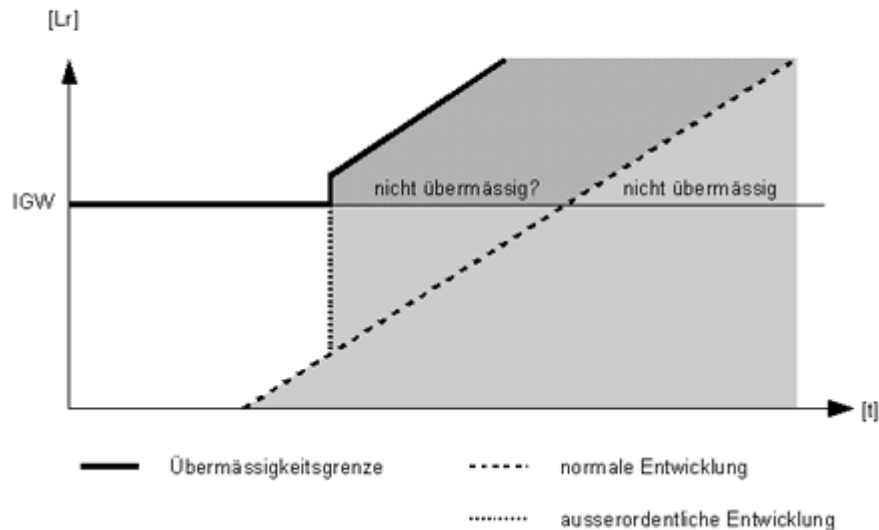 [Lr]
nicht übermässig?
nicht übermässig
IGW
[t]
Übermässigkeitsgrenze
normale Entwicklung
ausserordentliche Entwicklung